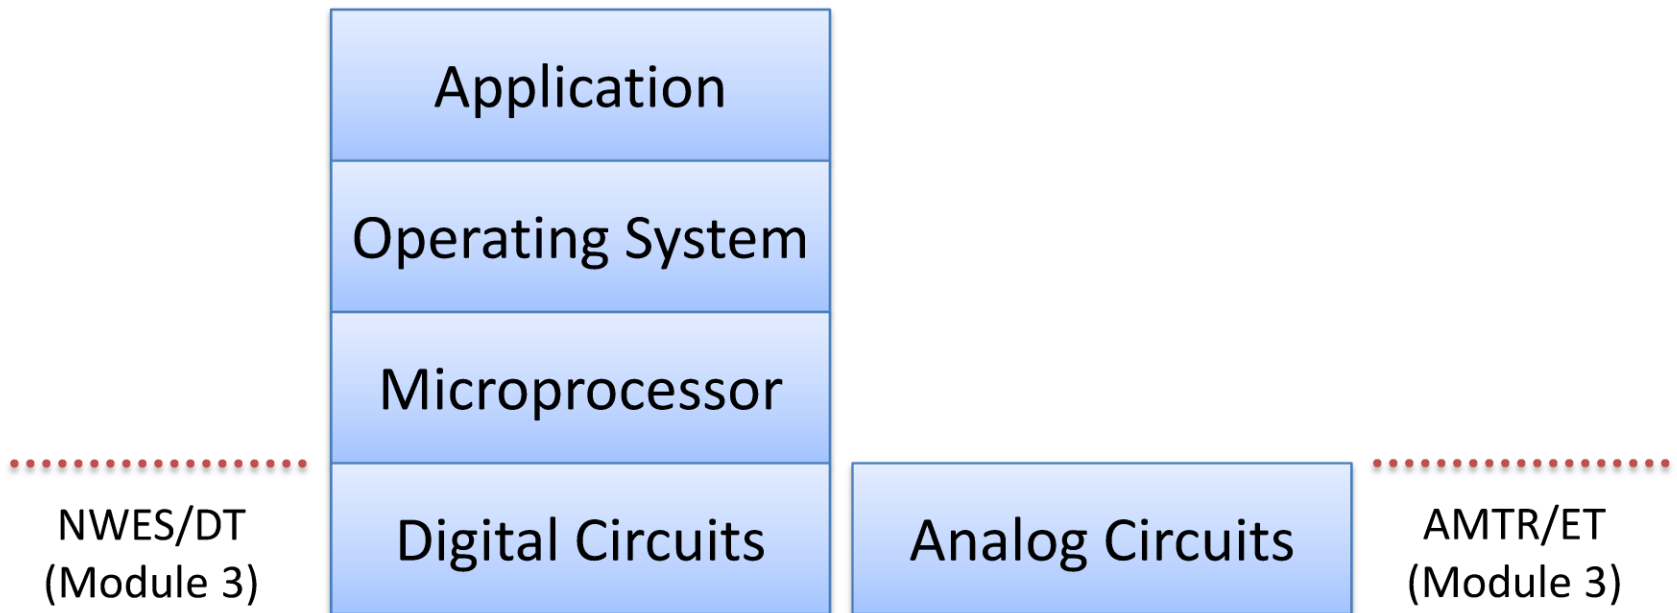 Application
Operating System
Microprocessor
NWES/DT
(Module 3)
Digital Circuits
Analog Circuits
AMTR/ET
(Module 3)